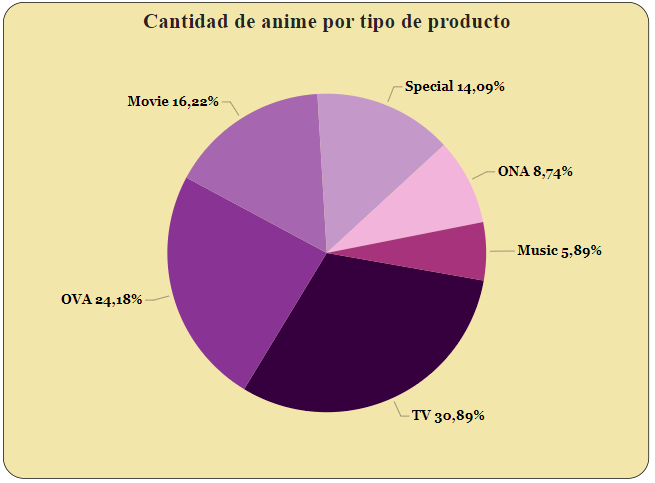 Cantidad de anime por tipo de producto
Special 14,09%
Movie 16,22%
ONA 8,74%
Music 5,89%
OVA 24,18%
TV 30,89%